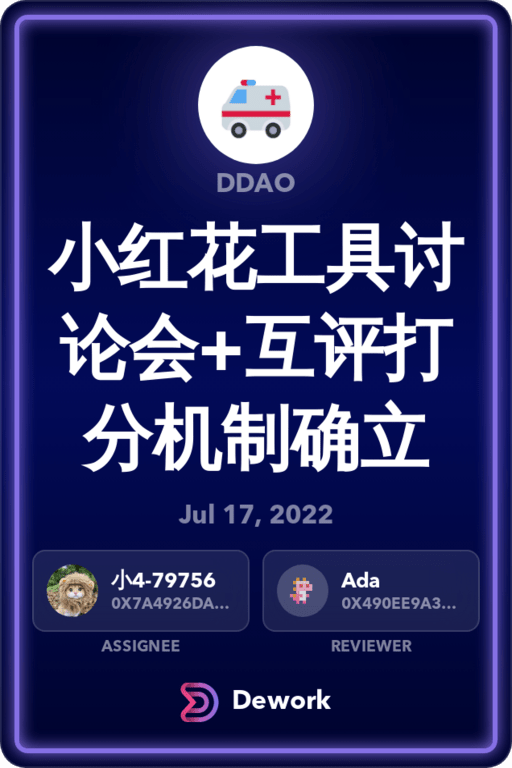 DDAO
小红花工具讨
论会+互评打
分机制确立
Jul 17, 2022
小4-79756
0X7A4926DA...
ASSIGNEE
Ada
0X490EE9A3...
REVIEWER
Dework